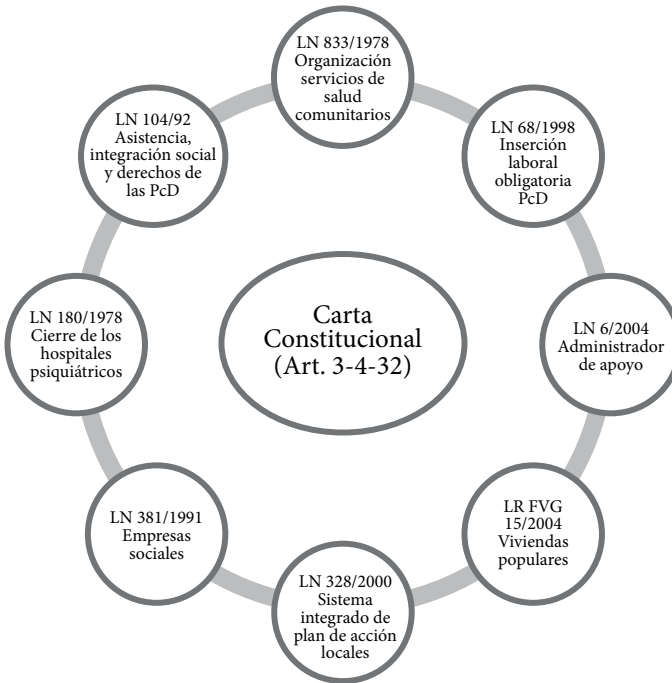 LN 833/1978
Organización
servicios de
salud
comunitarios
LN 68/1998
Inserción
laboral
obligatoria
PcD
LN 6/2004
Administrador
de apoyo
LR FVG
15/2004
Viviendas
populares
LN 328/2000
Sistema
integrado de
plan de acción
locales
LN 381/1991
Empresas
sociales
LN 180/1978
Cierre de los
hospitales
psiquiátricos
LN 104/92
Asistencia,
integración social
y derechos de
las PcD
Carta
Constitucional
(Art. 3-4-32)